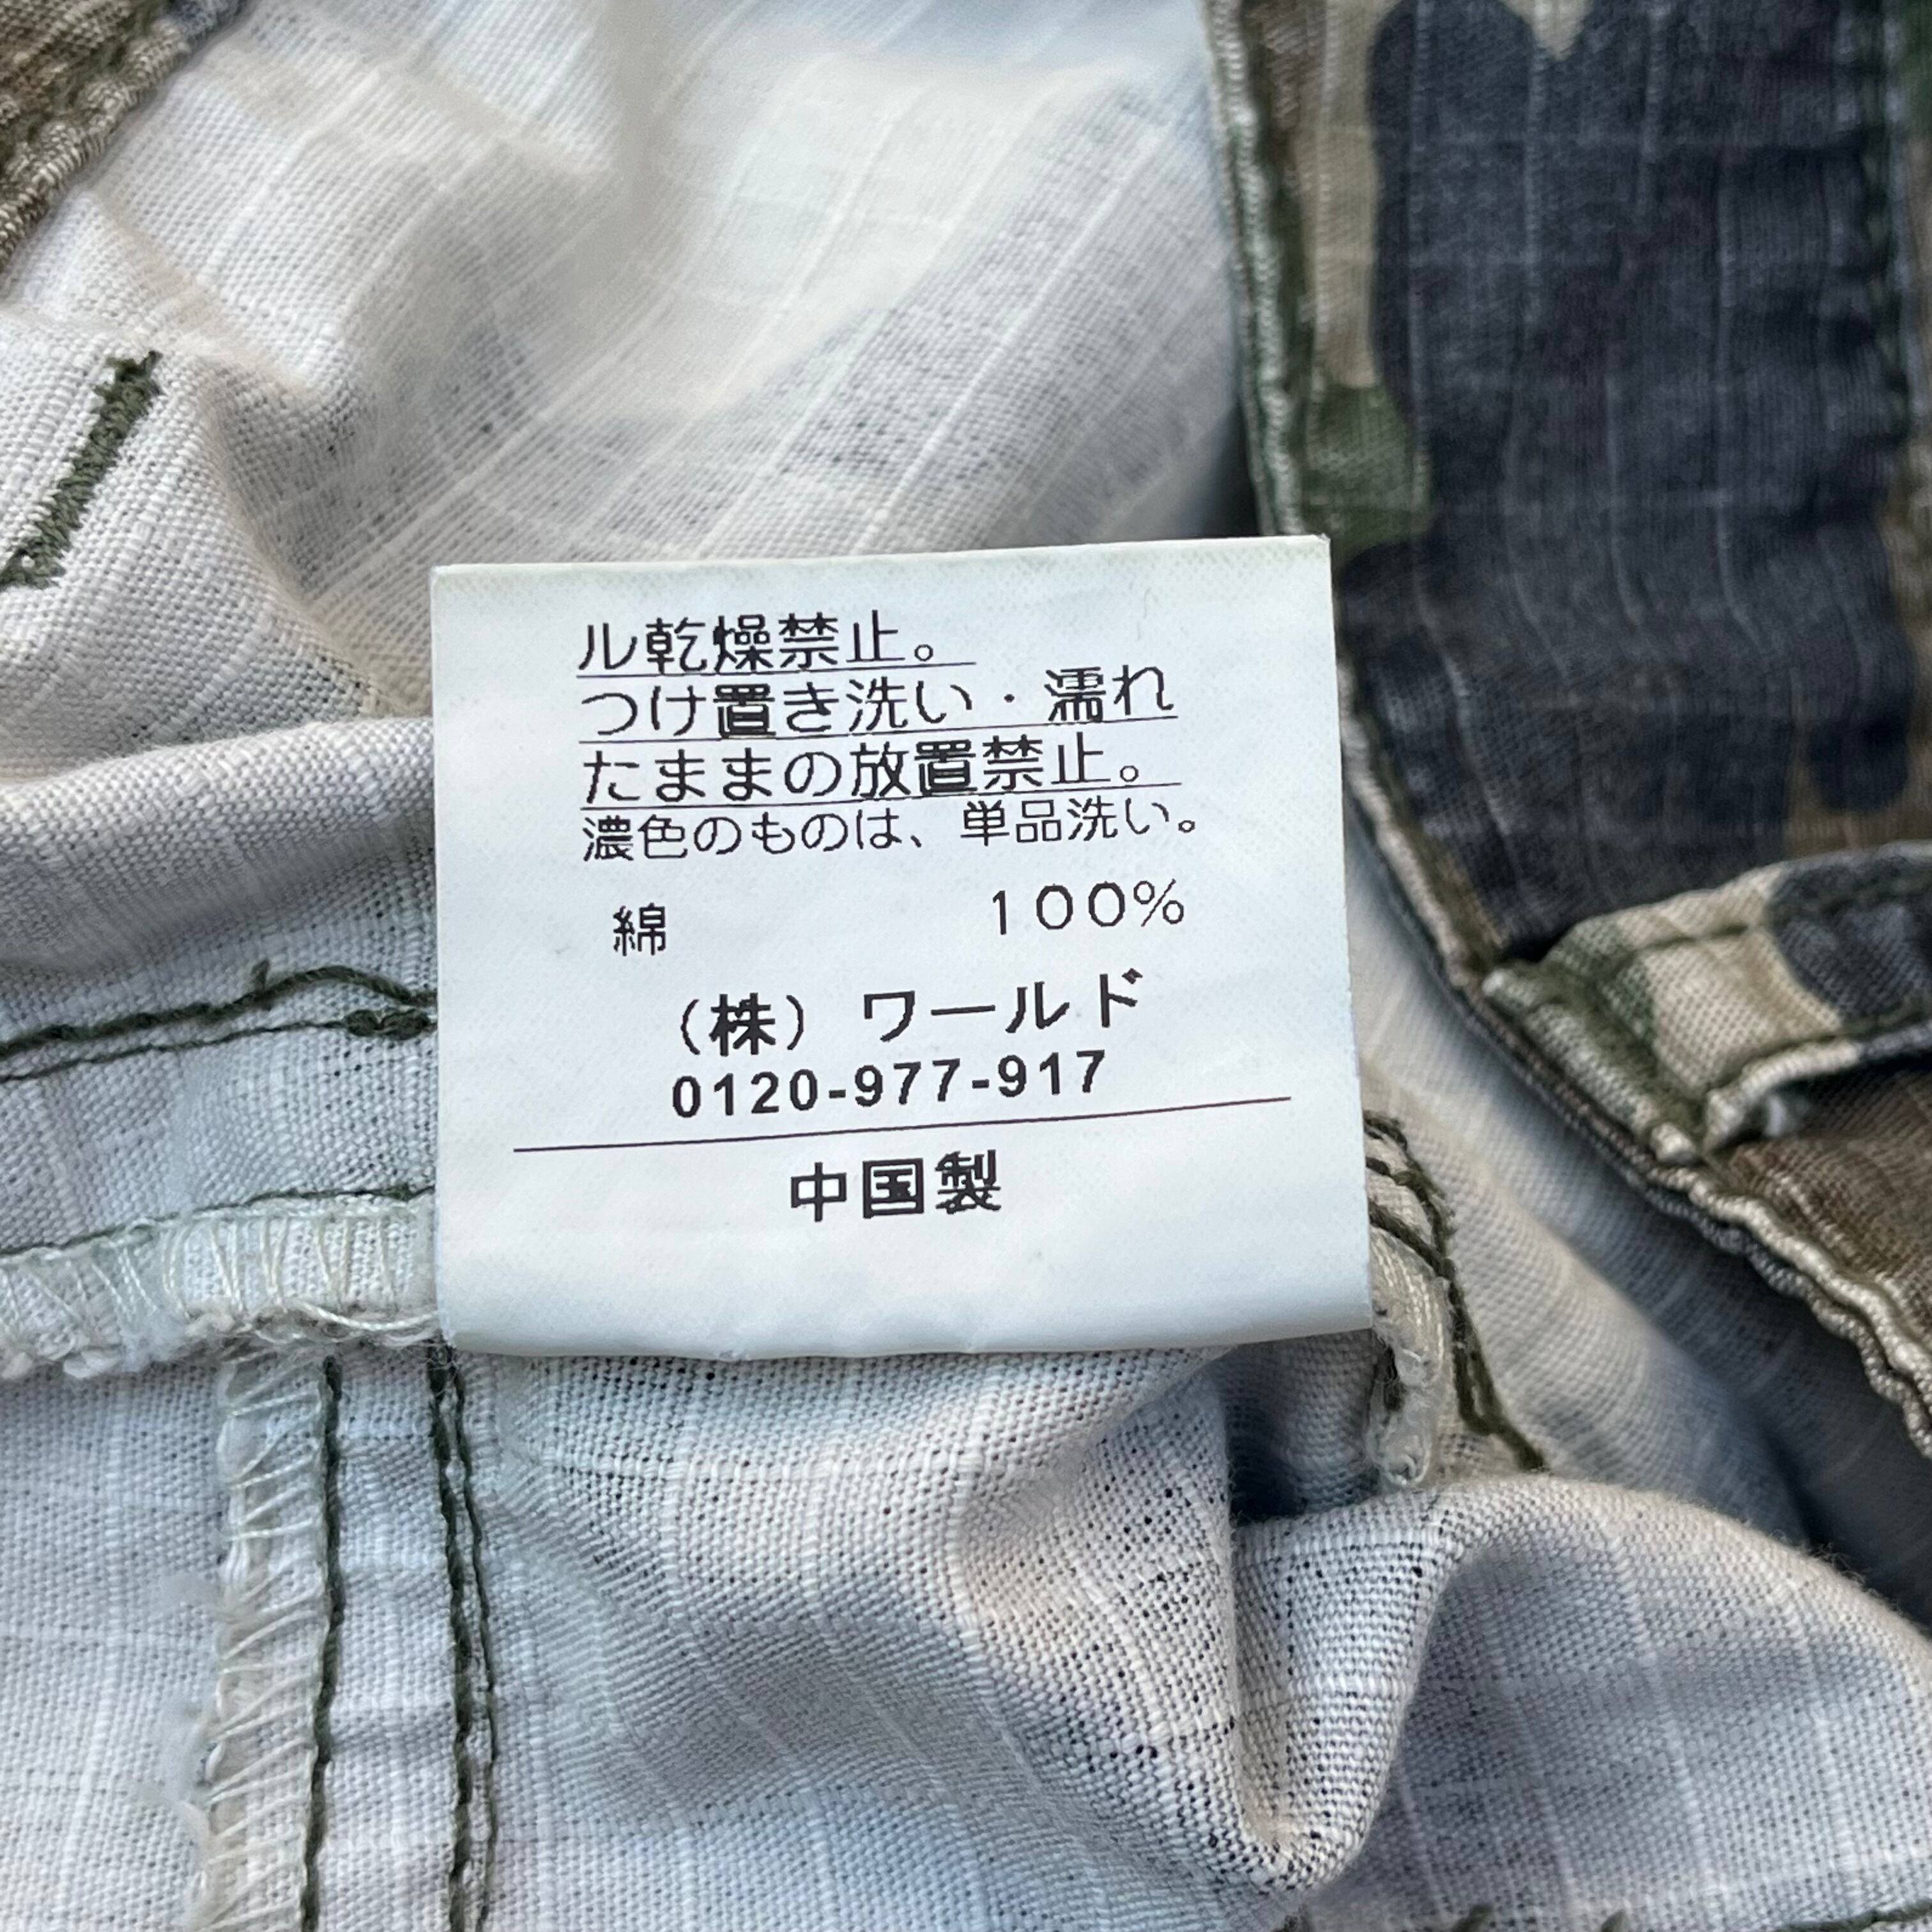 ル乾燥禁止。
つけ置き洗い・濡れ
たままの放置禁止。
濃色のものは、単品洗い。
綿 100%
(株) ワールド
0120-977-917
中国製